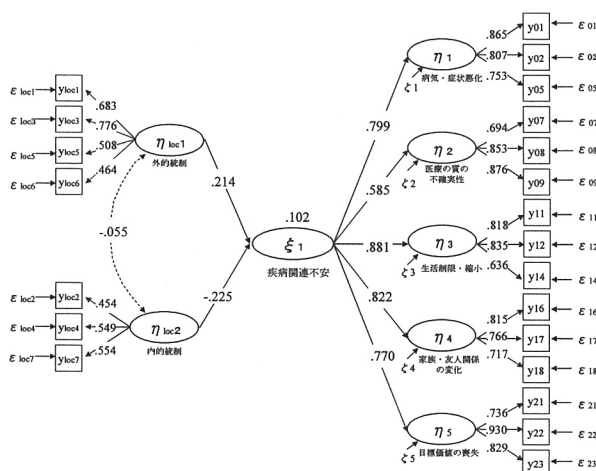 ε loc1
yloc1
.683
ε loc3
yloc3
.776
ε loc5
yloc5
.508
ε loc6
yloc6
.464
η loc1
外的統制
.214
-.055
ε loc2
yloc2
.454
ε loc4
yloc4
.549
ε loc7
yloc7
.554
η loc2
内的統制
-.225
.102
ξ 1
疾病関連不安
.799
.585
.881
.822
.770
η 1
ζ 1
病気・症状悪化
.865
y01
ε 01
.807
y02
ε 02
.753
y05
ε 05
η 2
ζ 2
医療の質の
不確実性
.694
y07
ε 07
.853
y08
ε 08
.876
y09
ε 09
η 3
ζ 3
生活制限・縮小
.818
y11
ε 11
.835
y12
ε 12
.636
y14
ε 14
η 4
ζ 4
家族・友人関係
の変化
.815
y16
ε 16
.766
y17
ε 17
.717
y18
ε 18
η 5
ζ 5
目標価値の喪失
.736
y21
ε 21
.930
y22
ε 22
.829
y23
ε 23